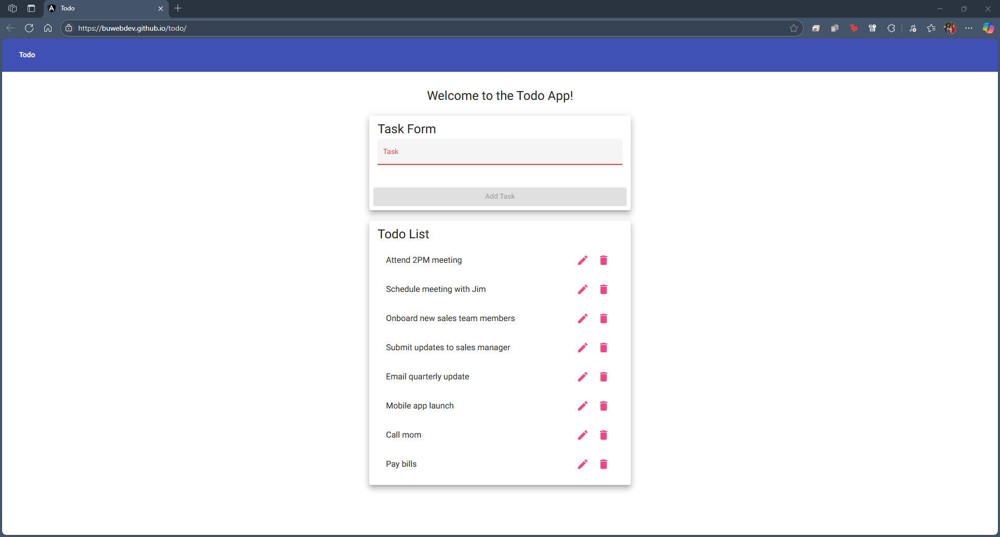 Todo
https://buwebdev.github.io/todo/
Tp
Todo
Welcome to the Todo App!
Task Form
Task
Add Task
Todo List
Attend 2PM meeting
Schedule meeting with Jim
Onboard new sales team members
Submit updates to sales manager
Email quarterly update
Mobile app launch
Call mom
Pay bills